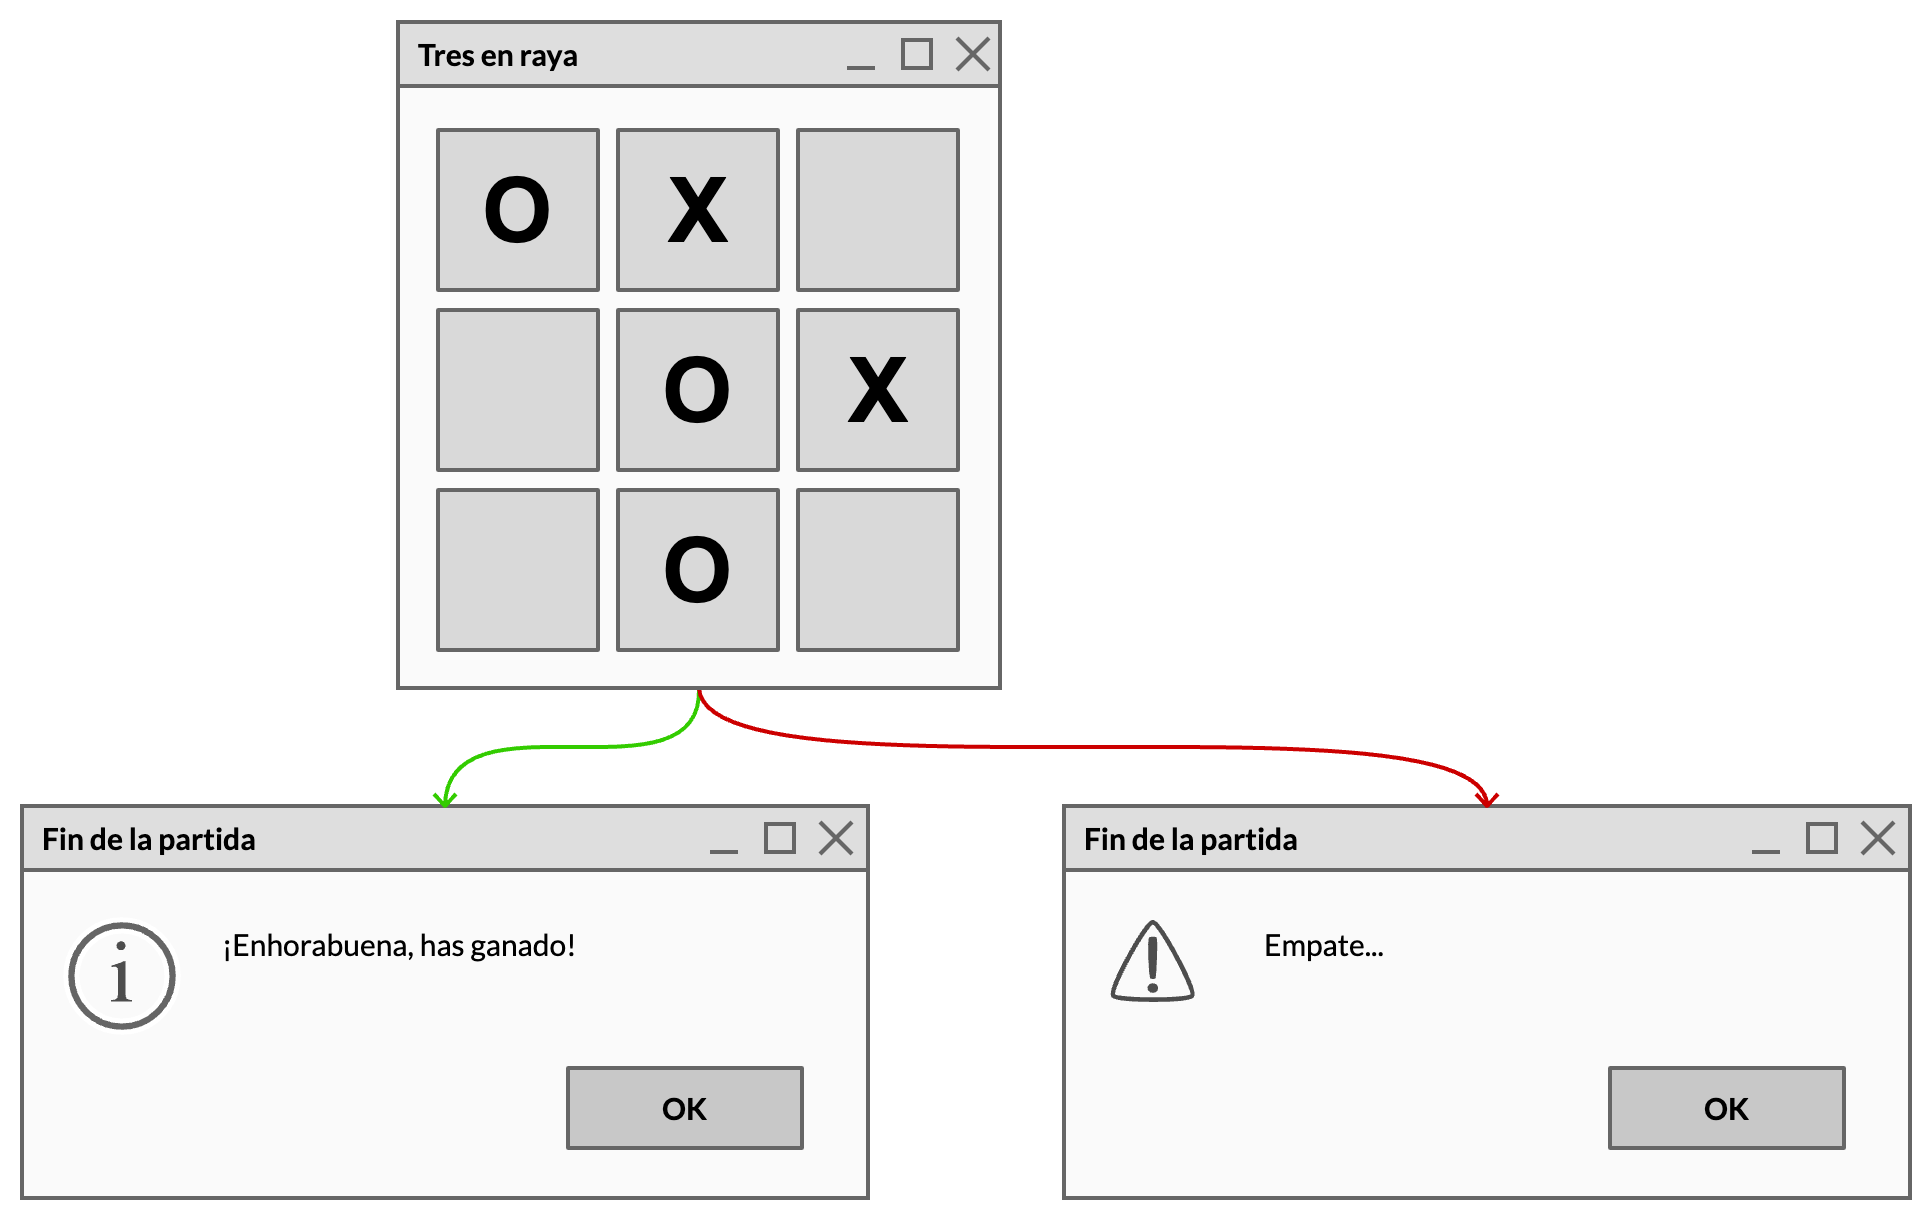 Tres en raya
O X
O X
O
Fin de la partida
¡Enhorabuena, has ganado!
OK
Fin de la partida
Empate...
OK